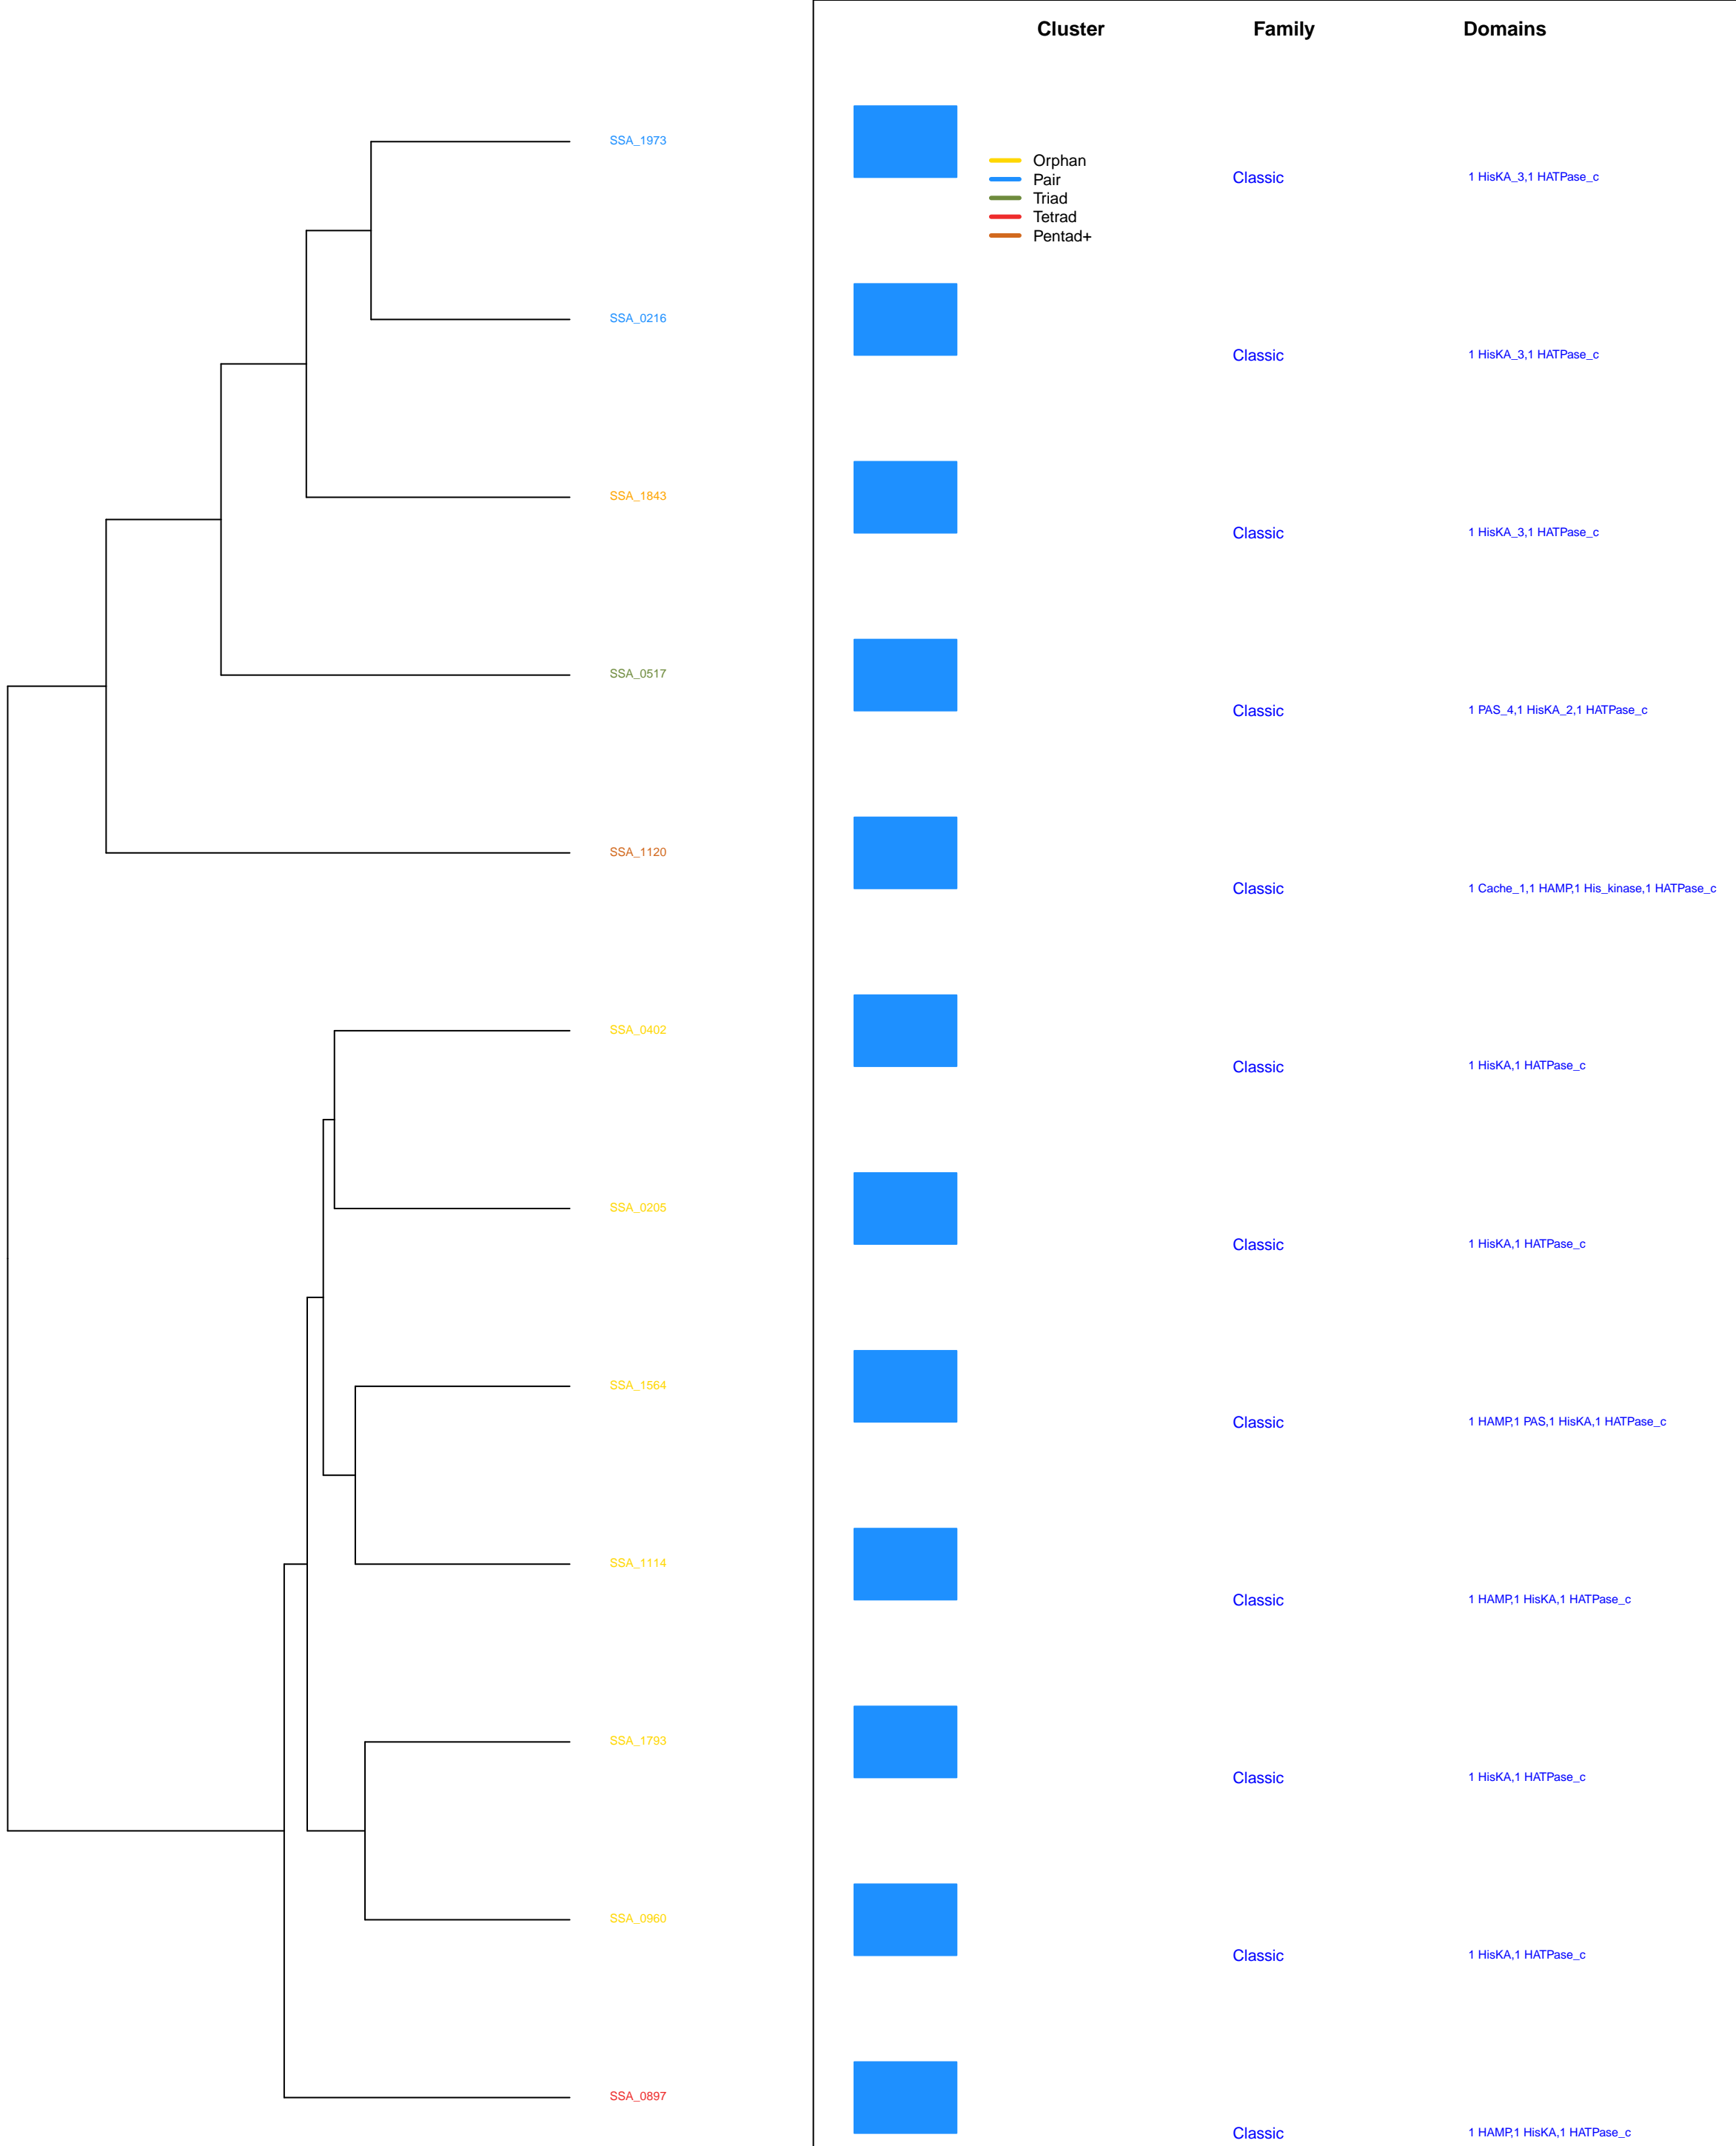 Cluster Family Domains
SSA_1973
Orphan
Pair
Triad
Tetrad
Pentad+
Classic 1 HisKA_3,1 HATPase_c
SSA_0216
Classic 1 HisKA_3,1 HATPase_c
SSA_1843
Classic 1 HisKA_3,1 HATPase_c
SSA_0517
Classic 1 PAS_4,1 HisKA_2,1 HATPase_c
SSA_1120
Classic 1 Cache_1,1 HAMP,1 His_kinase,1 HATPase_c
SSA_0402
Classic 1 HisKA,1 HATPase_c
SSA_0205
Classic 1 HisKA,1 HATPase_c
SSA_1564
Classic 1 HAMP,1 PAS,1 HisKA,1 HATPase_c
SSA_1114
Classic 1 HAMP,1 HisKA,1 HATPase_c
SSA_1793
Classic 1 HisKA,1 HATPase_c
SSA_0960
Classic 1 HisKA,1 HATPase_c
SSA_0897
Classic 1 HAMP,1 HisKA,1 HATPase_c